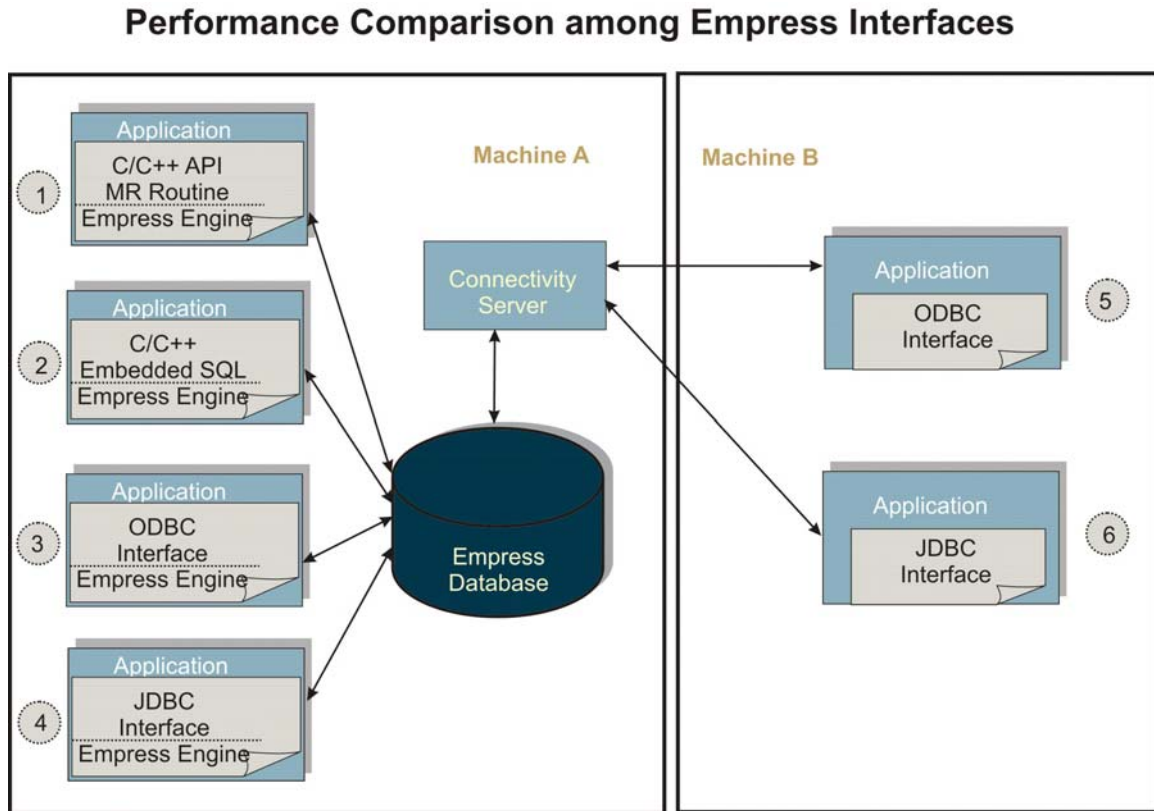 Performance Comparison among Empress Interfaces
Machine A
1
Application
C/C++ API
MR Routine
Empress Engine
2
Application
C/C++
Embedded SQL
Empress Engine
3
Application
ODBC
Interface
Empress Engine
4
Application
JDBC
Interface
Empress Engine
Connectivity
Server
Empress
Database
Machine B
Application
ODBC
Interface
5
Application
JDBC
Interface
6